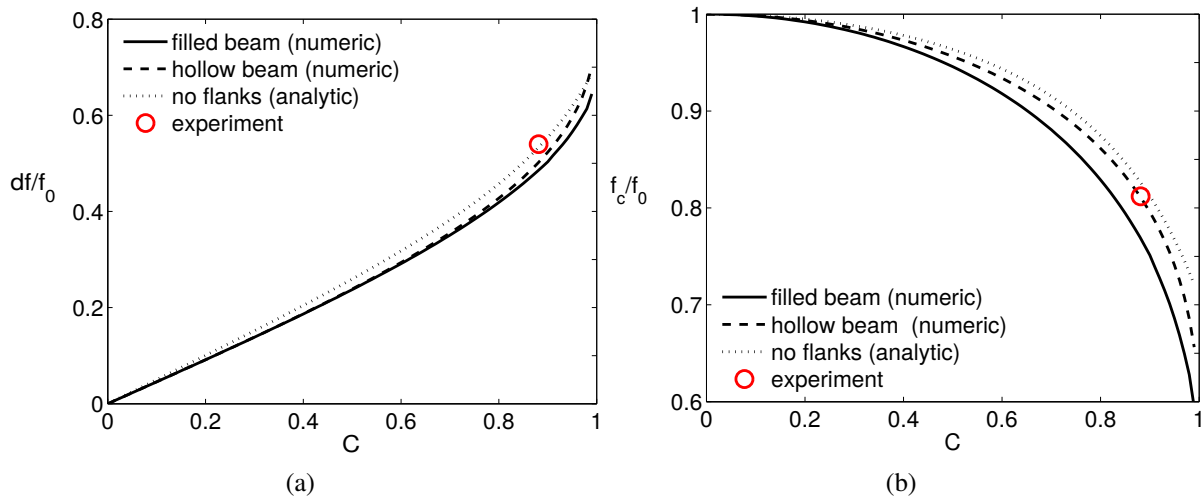 0.8
0.6
0.4
0.2
0
df/f0
filled beam (numeric)
hollow beam (numeric)
no flanks (analytic)
experiment
0 0.2 0.4 0.6 0.8 1
C
(a)
1
0.9
0.8
0.7
0.6
fc/f0
filled beam (numeric)
hollow beam (numeric)
no flanks (analytic)
experiment
0 0.2 0.4 0.6 0.8 1
C
(b)